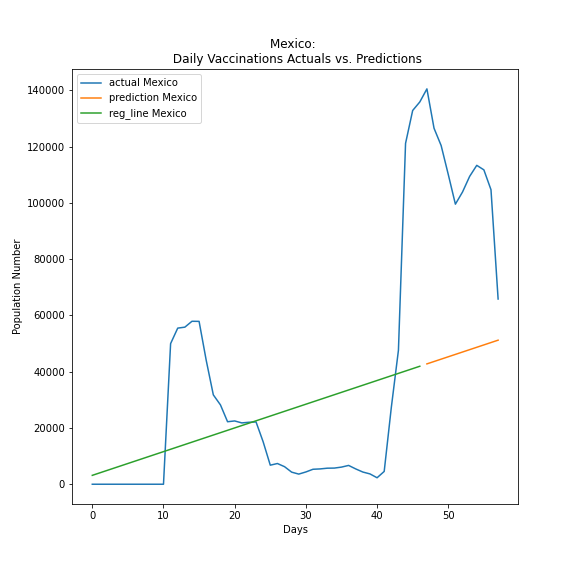 Mexico:
Daily Vaccinations Actuals vs. Predictions
actual Mexico
prediction Mexico
reg_line Mexico
Population Number
140000
120000
100000
80000
60000
40000
20000
0
0 10 20 30 40 50
Days